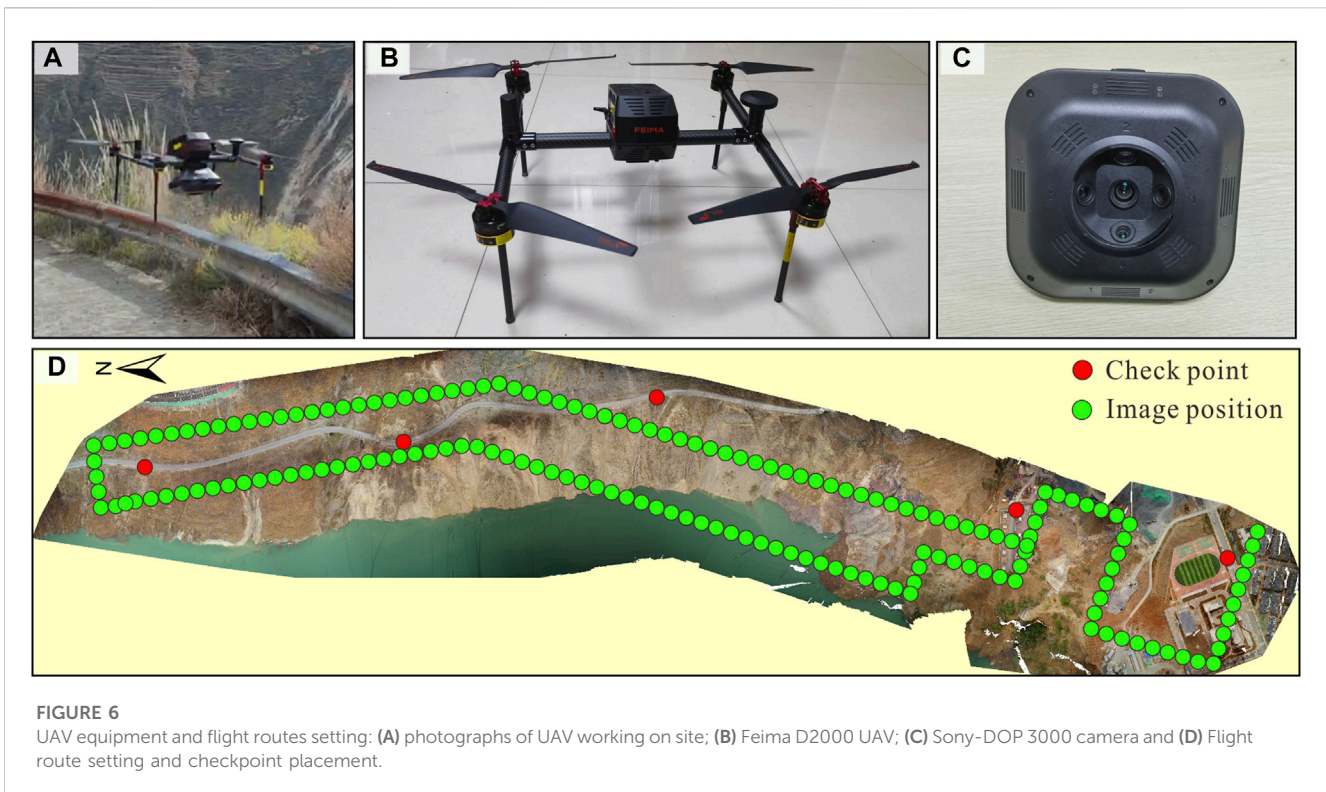 A
B
FEIMA
C
2
D
N
Check point
Image position
FIGURE 6
UAV equipment and flight routes setting: (A) photographs of UAV working on site; (B) Feima D2000 UAV; (C) Sony-DOP 3000 camera and (D) Flight
route setting and checkpoint placement.